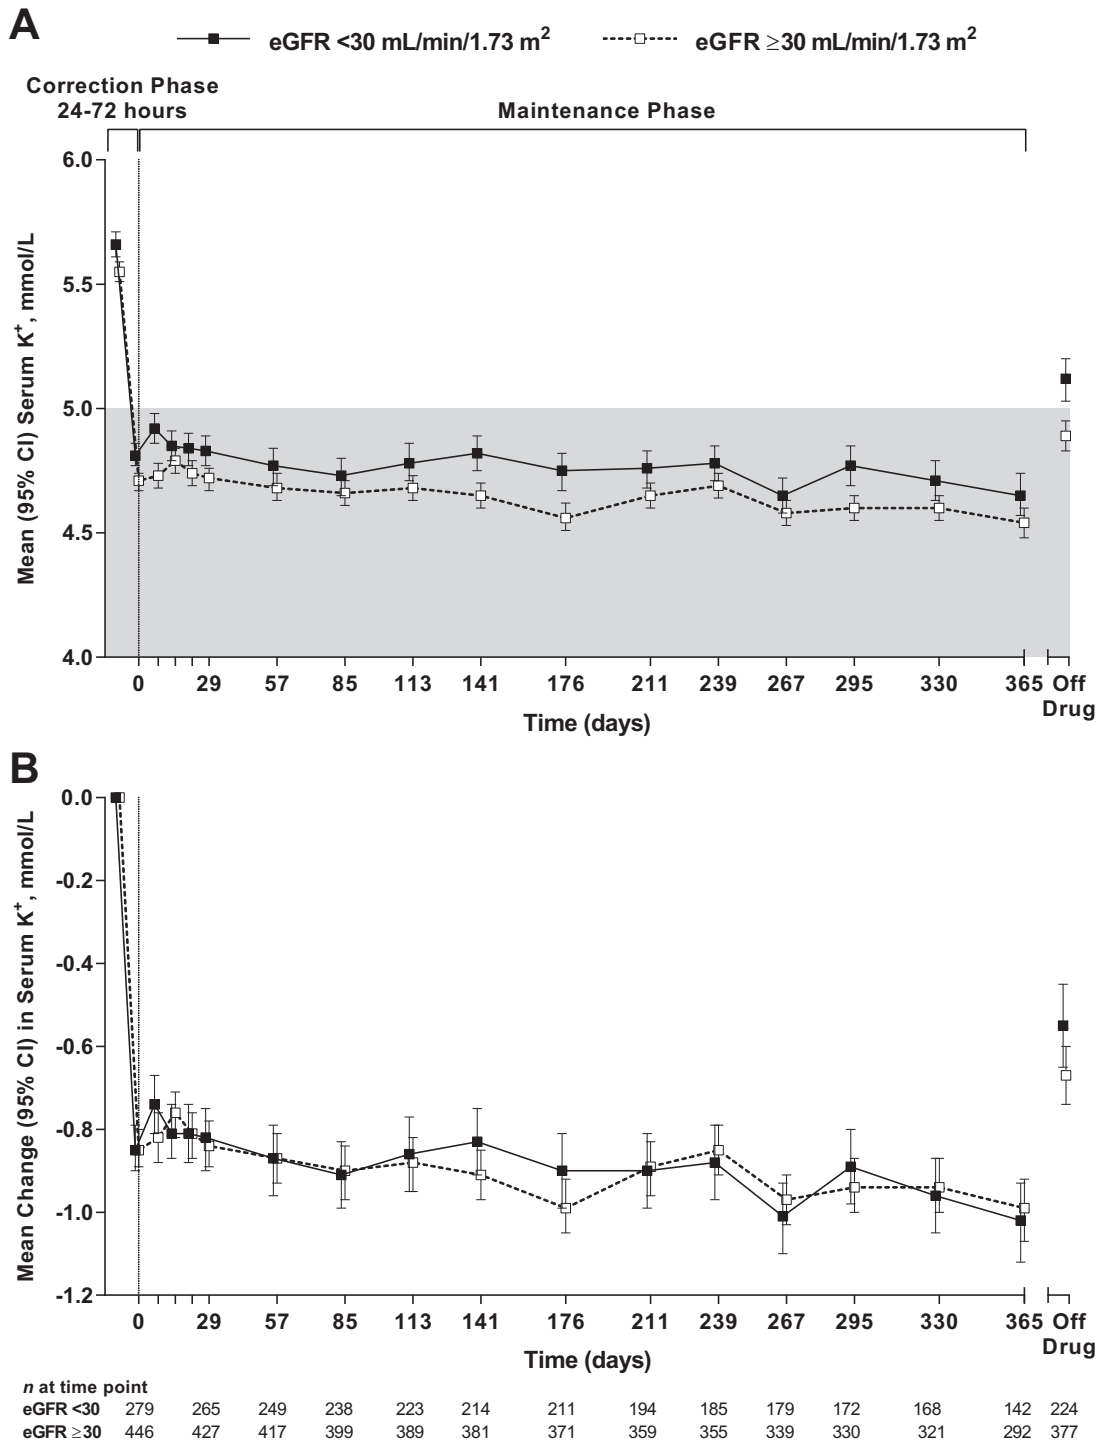 A
eGFR <30 mL/min/1.73 m²
eGFR ≥30 mL/min/1.73 m²
Correction Phase
24-72 hours
Maintenance Phase
Mean (95% CI) Serum K⁺, mmol/L
6.0
5.5
5.0
4.5
4.0
0 29 57 85 113 141 176 211 239 267 295 330 365 Off
Drug
Time (days)
B
Mean Change (95% CI) in Serum K⁺, mmol/L
0.0
-0.2
-0.4
-0.6
-0.8
-1.0
-1.2
0 29 57 85 113 141 176 211 239 267 295 330 365 Off
Drug
Time (days)
n at time point
eGFR <30 279 265 249 238 223 214 211 194 185 179 172 168 142 224
eGFR ≥30 446 427 417 399 389 381 371 359 355 339 330 321 292 377